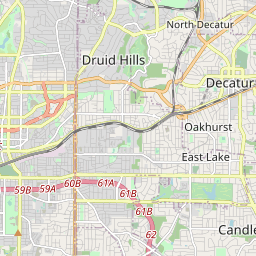 North Decatur
Druid Hills
Decatur
Oakhurst
East Lake
60B
61A
59B
59A
61B
61B
62
Candle